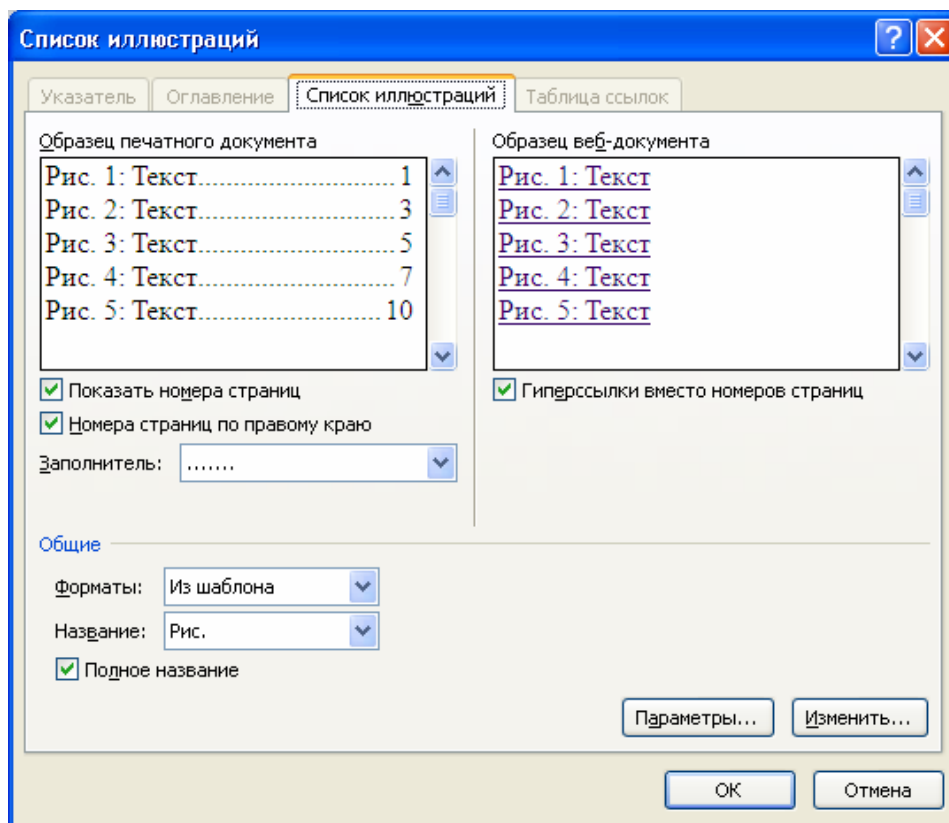 Список иллюстраций
Указатель Оглавление Список иллюстраций Таблица ссылок
Образец печатного документа
Рис. 1: Текст........................................1
Рис. 2: Текст........................................3
Рис. 3: Текст........................................5
Рис. 4: Текст........................................7
Рис. 5: Текст......................................10
Показать номера страниц
Номера страниц по правому краю
Заполнитель: .......
Образец веб-документа
Рис. 1: Текст
Рис. 2: Текст
Рис. 3: Текст
Рис. 4: Текст
Рис. 5: Текст
Гиперссылки вместо номеров страниц
Общие
Форматы: Из шаблона
Название: Рис.
Полное название
Параметры... Изменить...
ОК Отмена